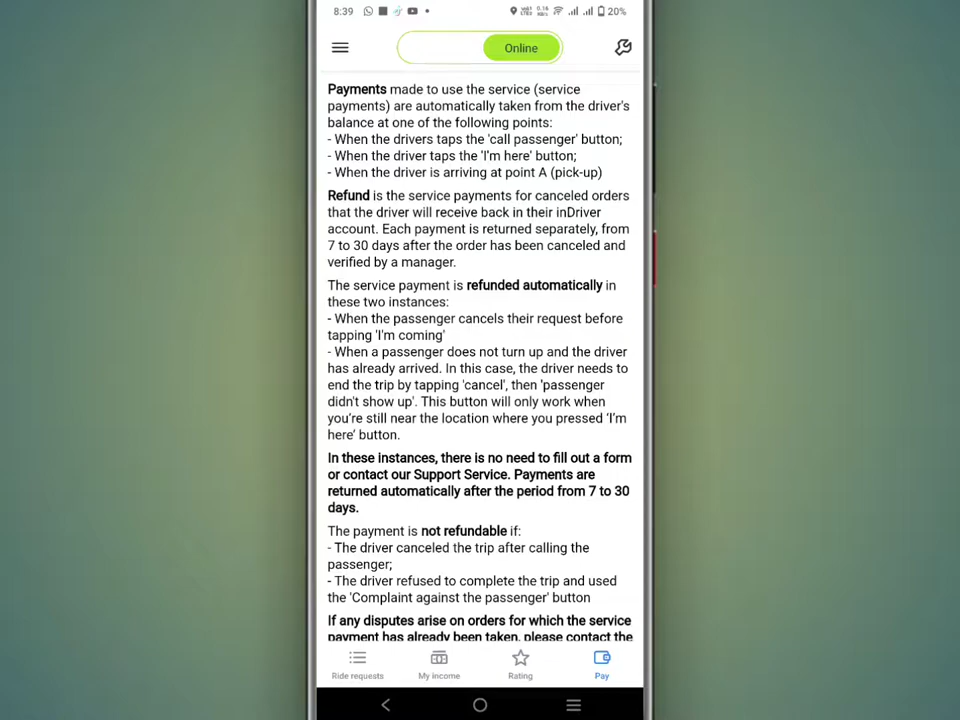 8:39
20%
Online
Payments made to use the service (service
payments) are automatically taken from the driver's
balance at one of the following points:
- When the drivers taps the 'call passenger' button;
- When the driver taps the 'I'm here' button;
- When the driver is arriving at point A (pick-up)
Refund is the service payments for canceled orders
that the driver will receive back in their inDriver
account. Each payment is returned separately, from
7 to 30 days after the order has been canceled and
verified by a manager.
The service payment is refunded automatically in
these two instances:
- When the passenger cancels their request before
tapping 'I'm coming'
- When a passenger does not turn up and the driver
has already arrived. In this case, the driver needs to
end the trip by tapping 'cancel', then 'passenger
didn't show up'. This button will only work when
you're still near the location where you pressed 'I'm
here' button.
In these instances, there is no need to fill out a form
or contact our Support Service. Payments are
returned automatically after the period from 7 to 30
days.
The payment is not refundable if:
- The driver canceled the trip after calling the
passenger;
- The driver refused to complete the trip and used
the 'Complaint against the passenger' button
If any disputes arise on orders for which the service
payment has already been taken, please contact the
Ride requests
My income
Rating
Pay